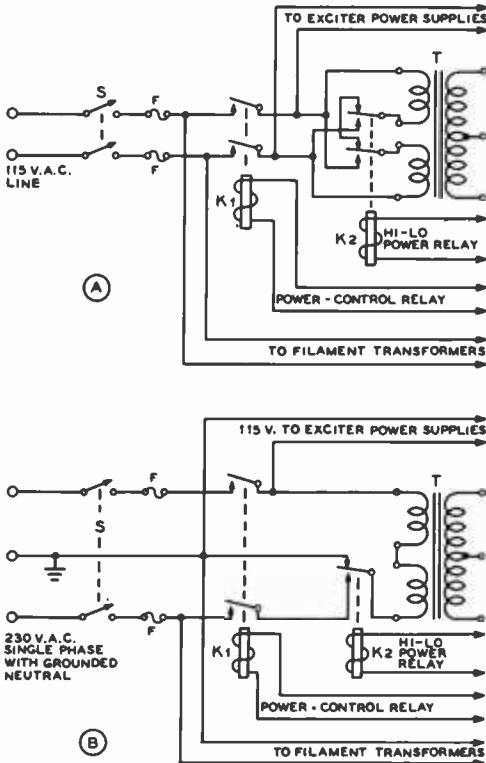 TO EXCITER POWER SUPPLIES
S
F
T
F
115 V.A.C.
LINE
K1
K2
HI-LO
POWER RELAY
A
POWER - CONTROL RELAY
TO FILAMENT TRANSFORMERS
115 V. TO EXCITER POWER SUPPLIES
F
T
S
F
230 V.A.C.
SINGLE PHASE
WITH GROUNDED
NEUTRAL
K1
K2
HI-LO
POWER
RELAY
POWER - CONTROL RELAY
B
TO FILAMENT TRANSFORMERS